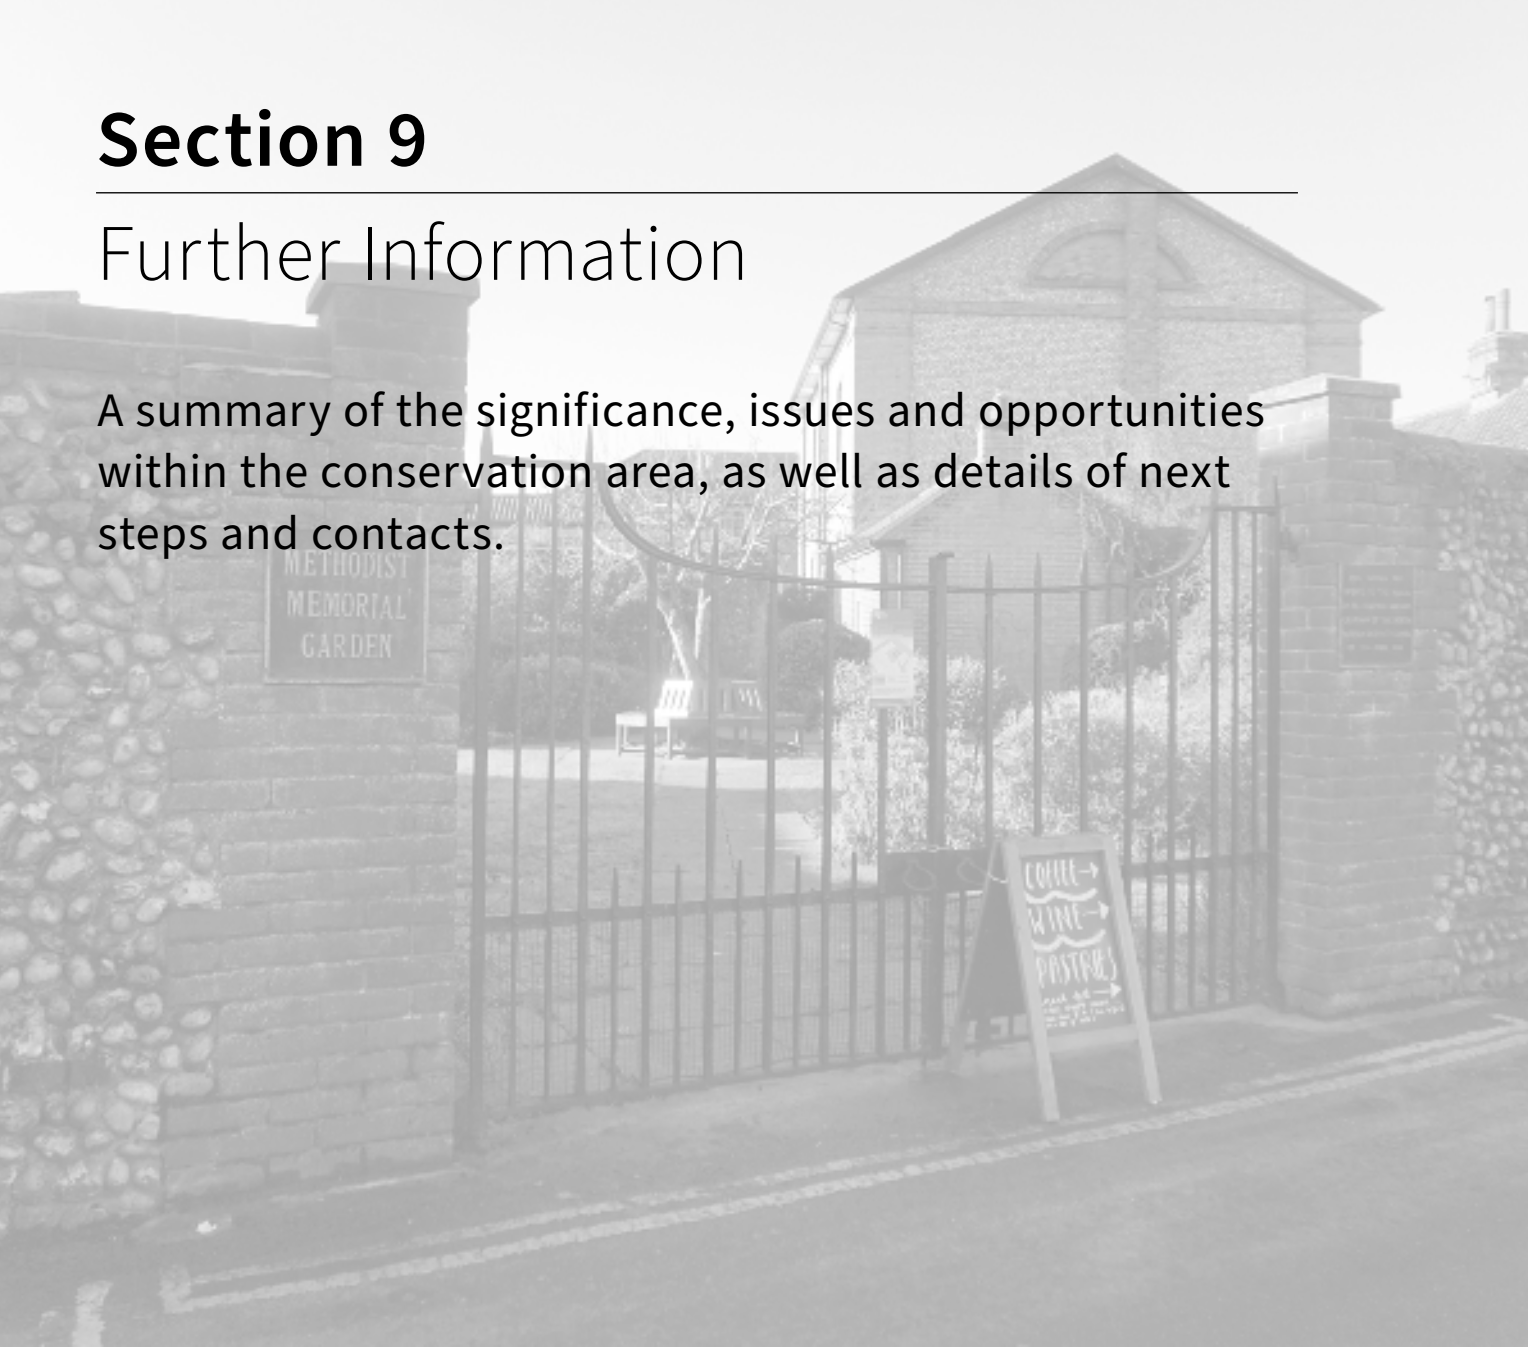 Section 9
Further Information
A summary of the significance, issues and opportunities
within the conservation area, as well as details of next
steps and contacts.
METHODIST
MEMORIAL
GARDEN
COFFEE
WINE
PASTRIES